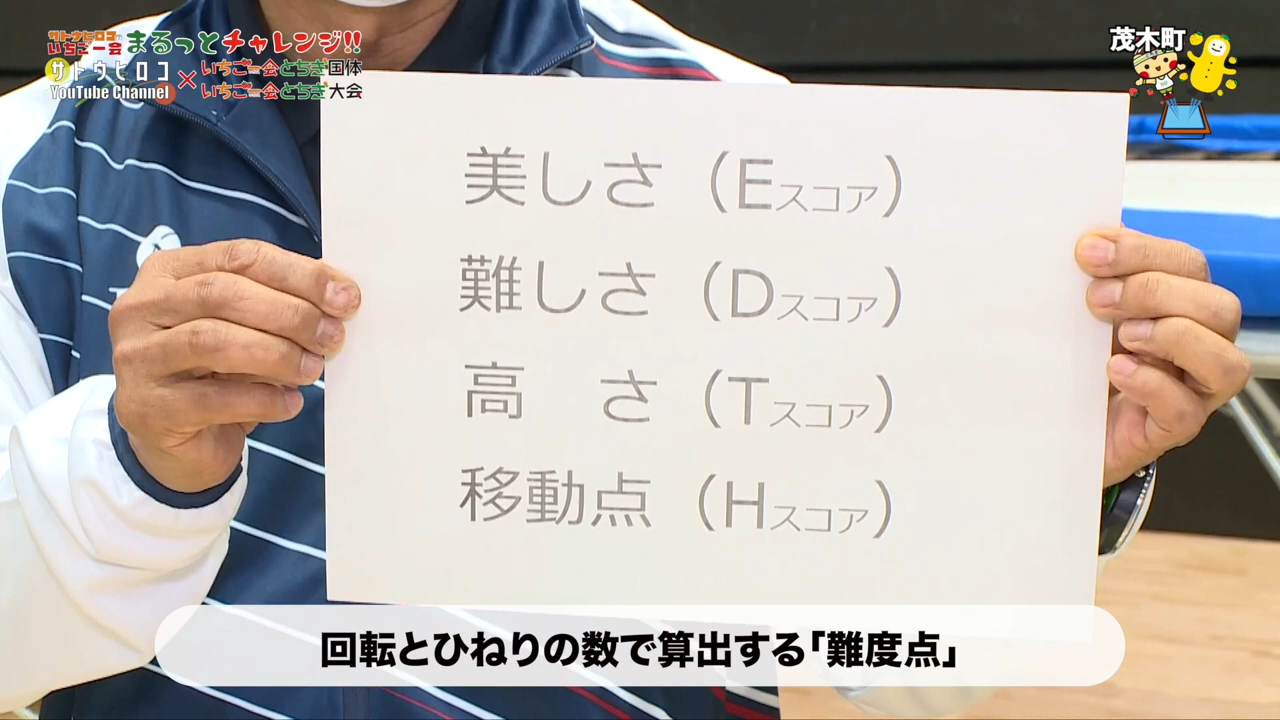 サトウヒロコの
いちご一会 まるっとチャレンジ!!
サトウヒロコ
YouTube Channel
×
いちご一会とちぎ国体
いちご一会とちぎ大会
茂木町
美しさ（Eスコア）
難しさ（Dスコア）
高　さ（Tスコア）
移動点（Hスコア）
回転とひねりの数で算出する「難度点」